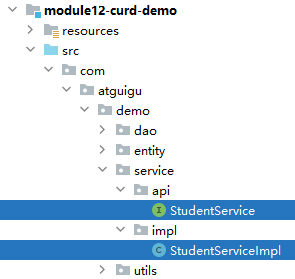 module12-curd-demo
resources
src
com
atguigu
demo
dao
entity
service
api
I StudentService
impl
C StudentServiceImpl
utils